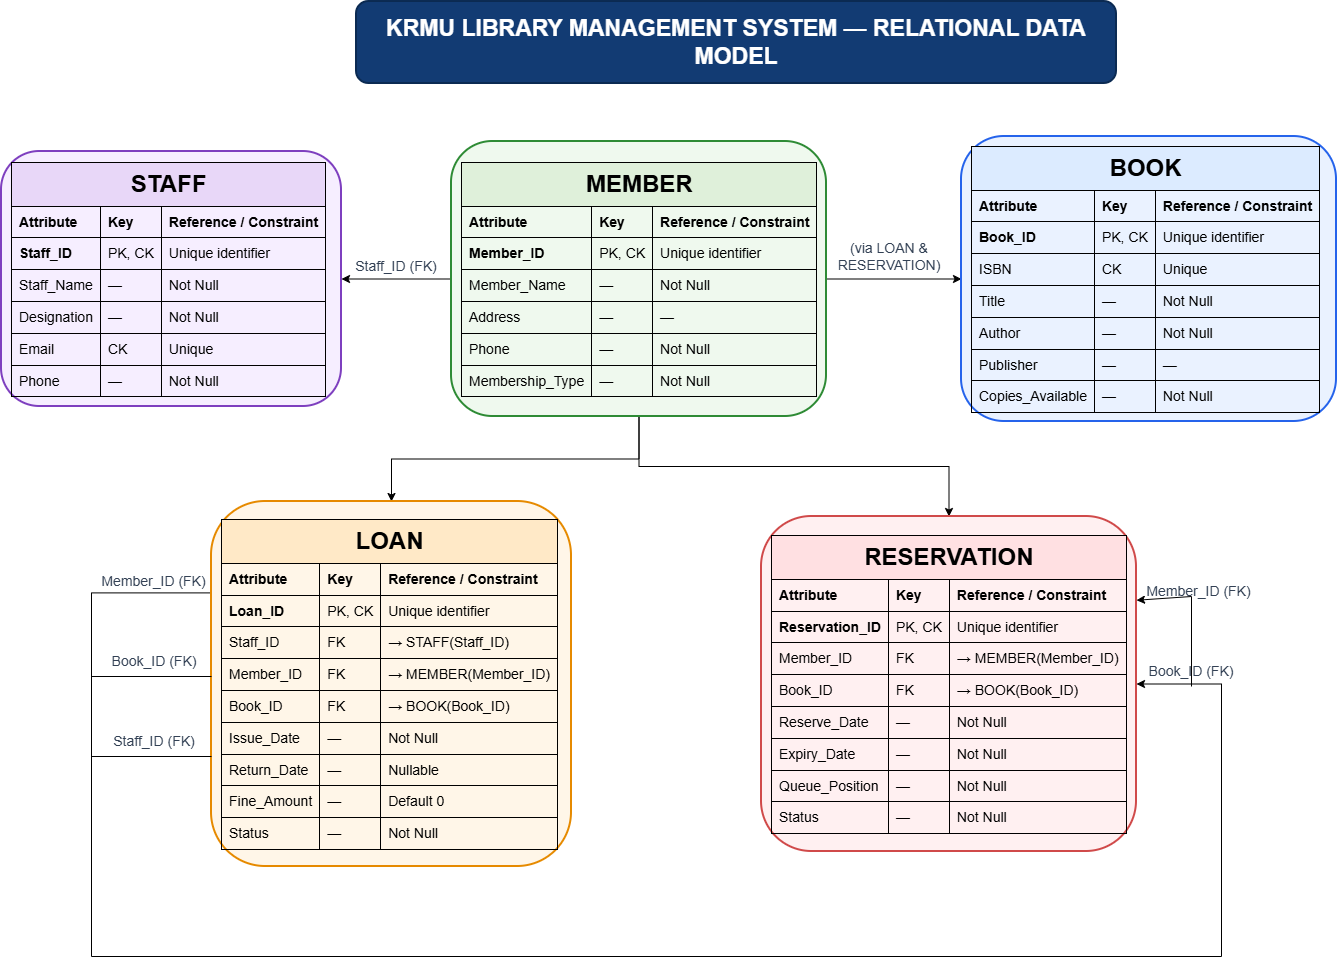 KRMU LIBRARY MANAGEMENT SYSTEM — RELATIONAL DATA
MODEL
STAFF
Attribute Key Reference / Constraint
Staff_ID PK, CK Unique identifier
Staff_Name — Not Null
Designation — Not Null
Email CK Unique
Phone — Not Null
Staff_ID (FK)
MEMBER
Attribute Key Reference / Constraint
Member_ID PK, CK Unique identifier
Member_Name — Not Null
Address — —
Phone — Not Null
Membership_Type — Not Null
(via LOAN &
RESERVATION)
BOOK
Attribute Key Reference / Constraint
Book_ID PK, CK Unique identifier
ISBN CK Unique
Title — Not Null
Author — Not Null
Publisher — —
Copies_Available — Not Null
Member_ID (FK)
Book_ID (FK)
Staff_ID (FK)
LOAN
Attribute Key Reference / Constraint
Loan_ID PK, CK Unique identifier
Staff_ID FK → STAFF(Staff_ID)
Member_ID FK → MEMBER(Member_ID)
Book_ID FK → BOOK(Book_ID)
Issue_Date — Not Null
Return_Date — Nullable
Fine_Amount — Default 0
Status — Not Null
RESERVATION
Attribute Key Reference / Constraint
Reservation_ID PK, CK Unique identifier
Member_ID FK → MEMBER(Member_ID)
Book_ID FK → BOOK(Book_ID)
Reserve_Date — Not Null
Expiry_Date — Not Null
Queue_Position — Not Null
Status — Not Null
Member_ID (FK)
Book_ID (FK)